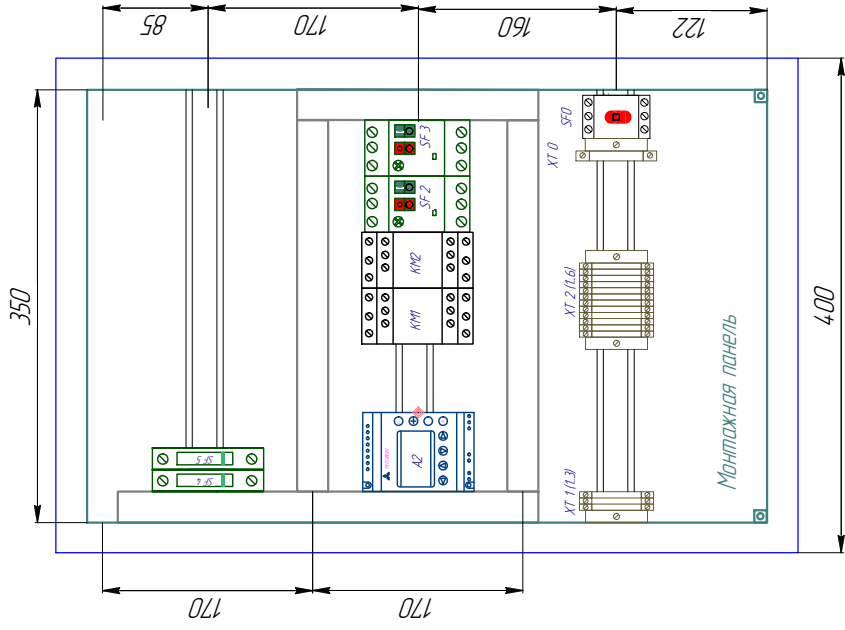 85
170
160
122
350
400
SF 3
SF 2
KM2
KM1
A2
SF 5
SF 4
SF0
XT 0
XT 2 (1..6)
XT 1 (1..3)
Монтажная панель
170
170